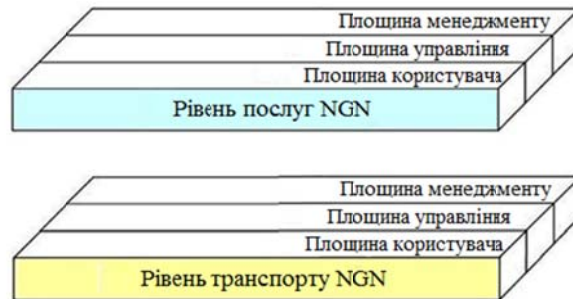 Площина менеджменту
Площина управління
Площина користувача
Рівень послуг NGN
Площина менеджменту
Площина управління
Площина користувача
Рівень транспорту NGN